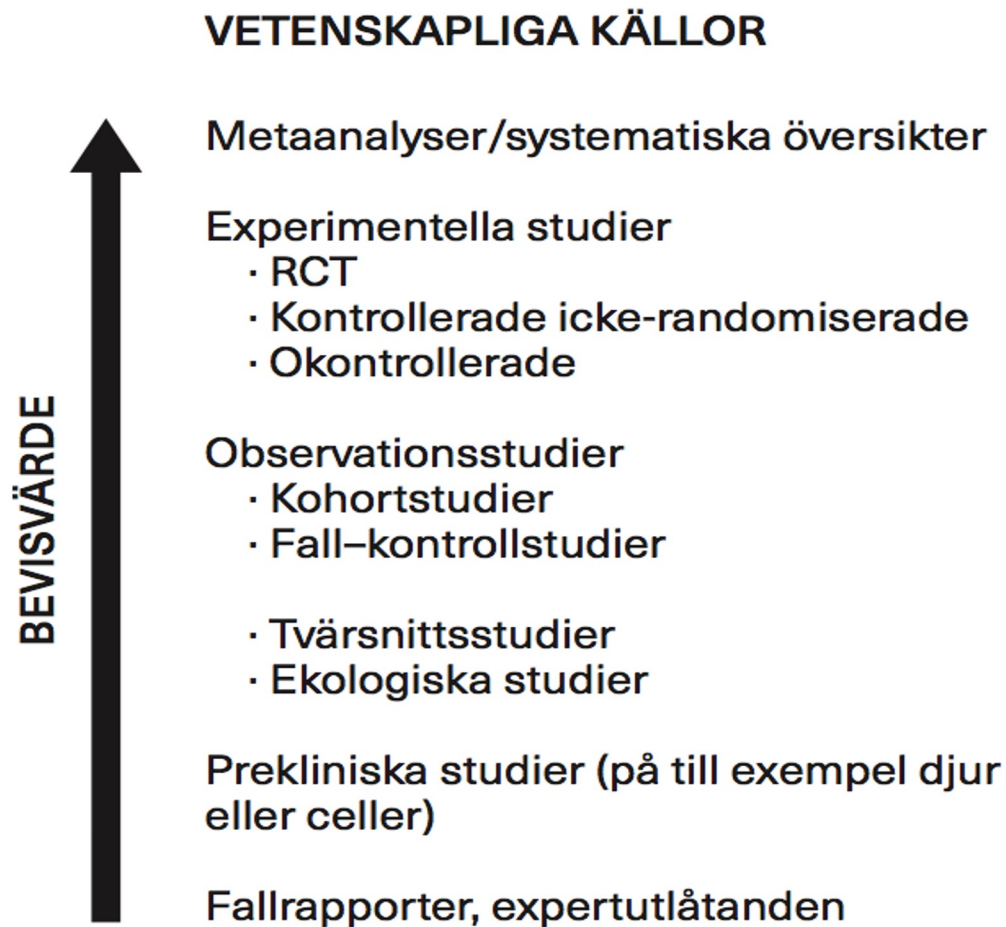 VETENSKAPLIGA KÄLLOR
Metaanalyser/systematiska översikter
Experimentella studier
· RCT
· Kontrollerade icke-randomiserade
· Okontrollerade
Observationsstudier
· Kohortstudier
· Fall–kontrollstudier
· Tvärsnittsstudier
· Ekologiska studier
Prekliniska studier (på till exempel djur
eller celler)
Fallrapporter, expertutlåtanden
BEVISVÄRDE